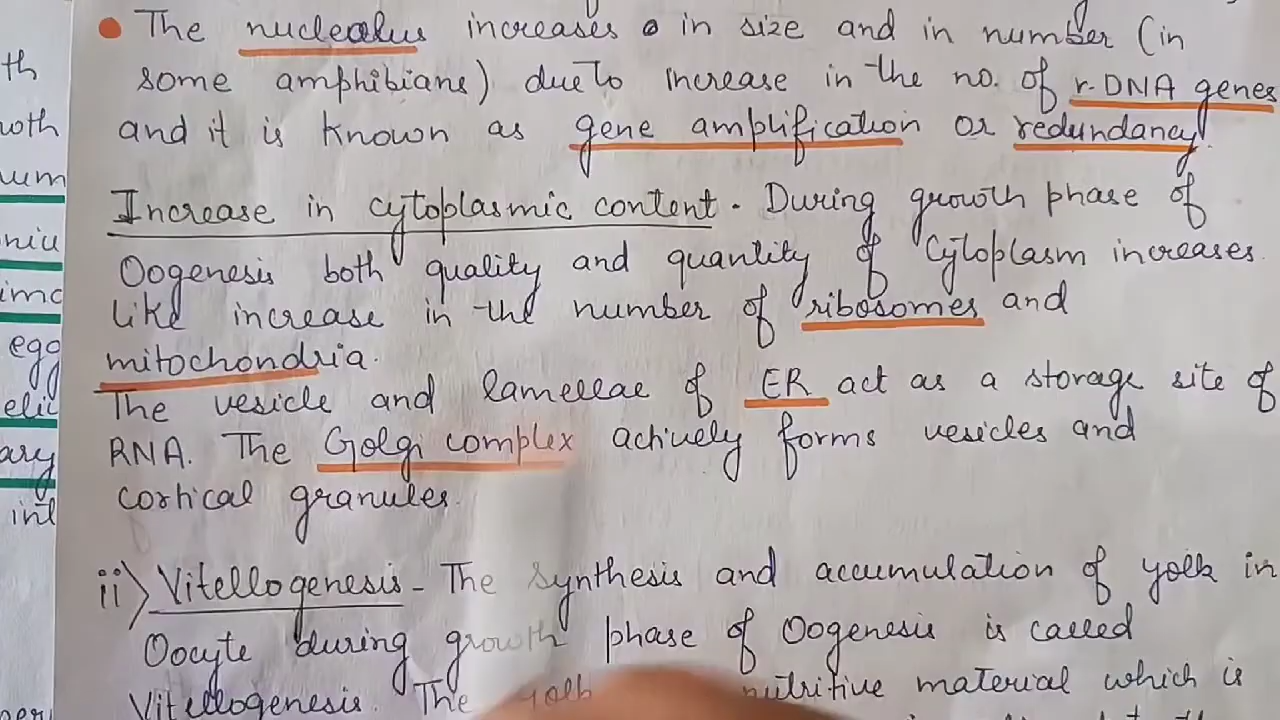 • The nucleolus increases in size and in number (in
some amphibians) due to increase in the no. of r-DNA genes
and it is known as gene amplification or redundancy.
Increase in cytoplasmic content. During growth phase of
Oogenesis both quality and quantity of Cytoplasm increases.
like increase in the number of ribosomes and
mitochondria.
The vesicle and lamellae of ER act as a storage site of
RNA. The Golgi complex actively forms vesicles and
cortical granules.
ii) Vitellogenesis - The synthesis and accumulation of yolk in
Oocyte during growth phase of Oogenesis is called
Vitellogenesis. The yolk nutritive material which is
th
um
egg
ary